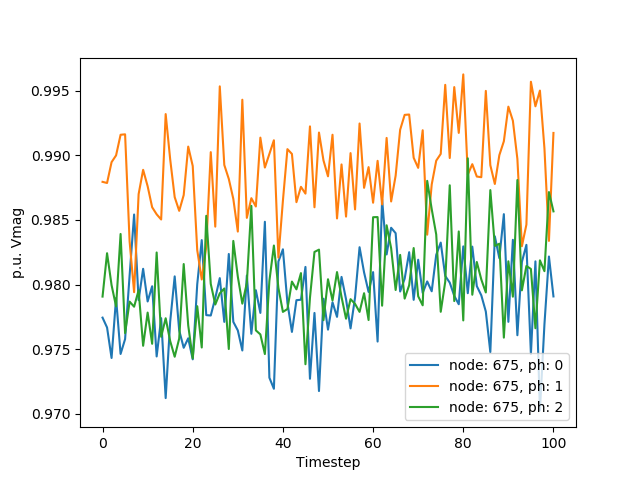 0.995
0.990
0.985
0.980
0.975
0.970
p.u. Vmag
0 20 40 60 80 100
Timestep
node: 675, ph: 0
node: 675, ph: 1
node: 675, ph: 2